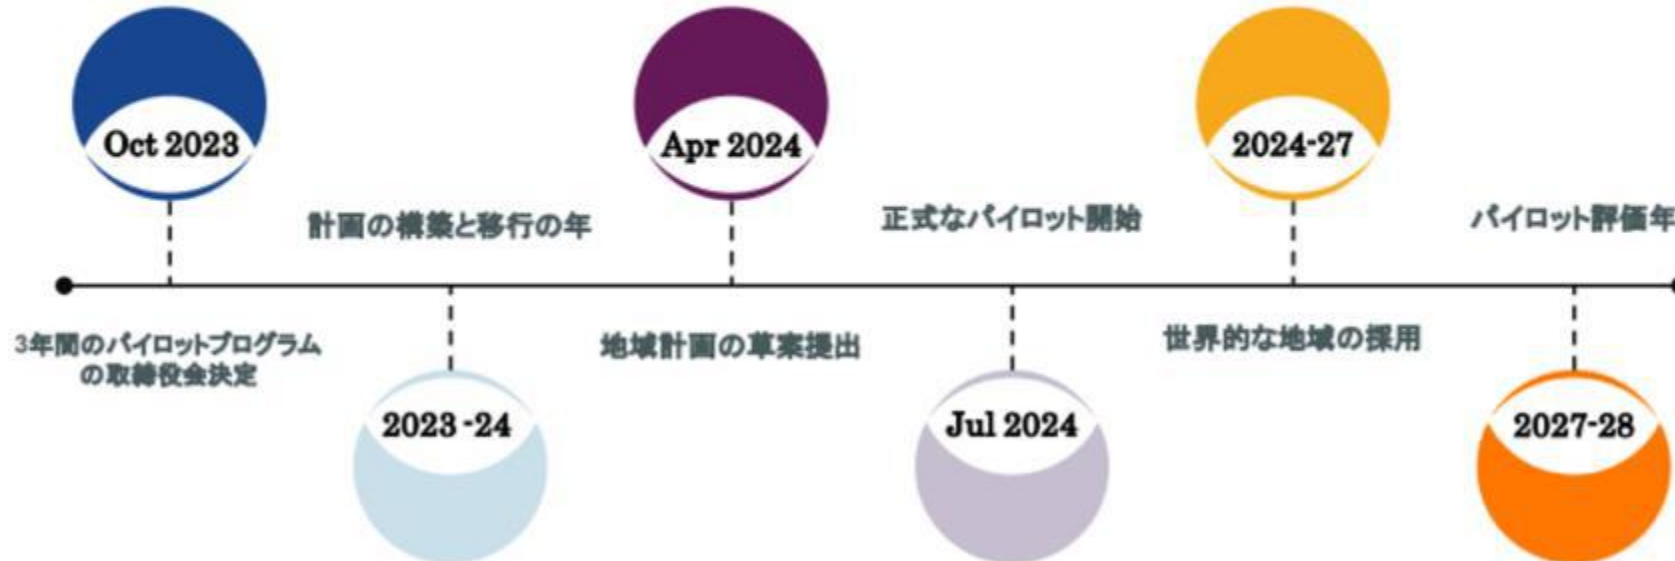 Oct 2023
3年間のパイロットプログラム
の取締役会決定
計画の構築と移行の年
2023 -24
Apr 2024
地域計画の草案提出
正式なパイロット開始
Jul 2024
2024-27
世界的な地域の採用
パイロット評価年
2027-28